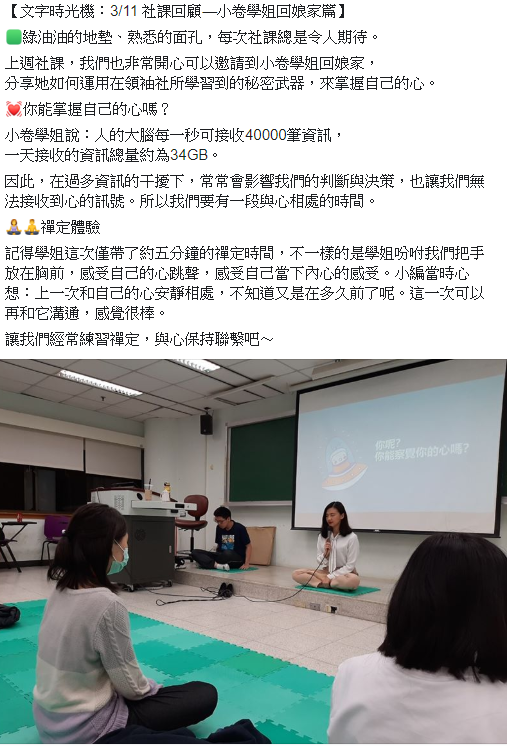 【文字時光機：3/11 社課回顧—小卷學姐回娘家篇】
🟩綠油油的地墊、熟悉的面孔，每次社課總是令人期待。
上週社課，我們也非常開心可以邀請到小卷學姐回娘家，
分享她如何運用在領袖社所學習到的秘密武器，來掌握自己的心。
💓你能掌握自己的心嗎？
小卷學姐說：人的大腦每一秒可接收40000筆資訊，
一天接收的資訊總量約為34GB。
因此，在過多資訊的干擾下，常常會影響我們的判斷與決策，也讓我們無
法接收到心的訊號。所以我們要有一段與心相處的時間。
🧘‍♀️🧘禪定體驗
記得學姐這次僅帶了約五分鐘的禪定時間，不一樣的是學姐吩咐我們把手
放在胸前，感受自己的心跳聲，感受自己當下內心的感受。小編當時心
想：上一次和自己的心安靜相處，不知道又是在多久前了呢。這一次可以
再和它溝通，感覺很棒。
讓我們經常練習禪定，與心保持聯繫吧～
你呢?
你能察覺你的心嗎?